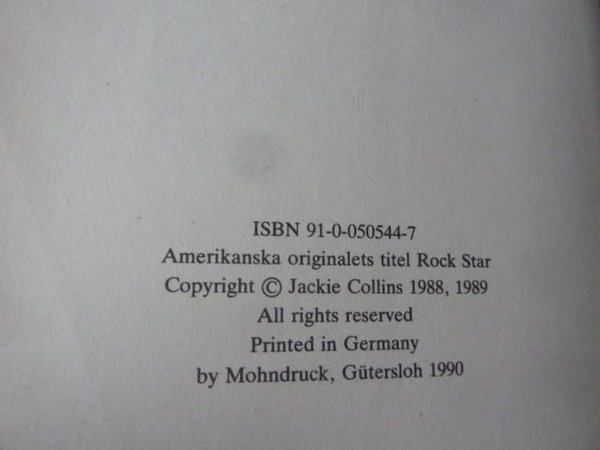 ISBN 91-0-050544-7
Amerikanska originalets titel Rock Star
Copyright © Jackie Collins 1988, 1989
All rights reserved
Printed in Germany
by Mohndruck, Gütersloh 1990